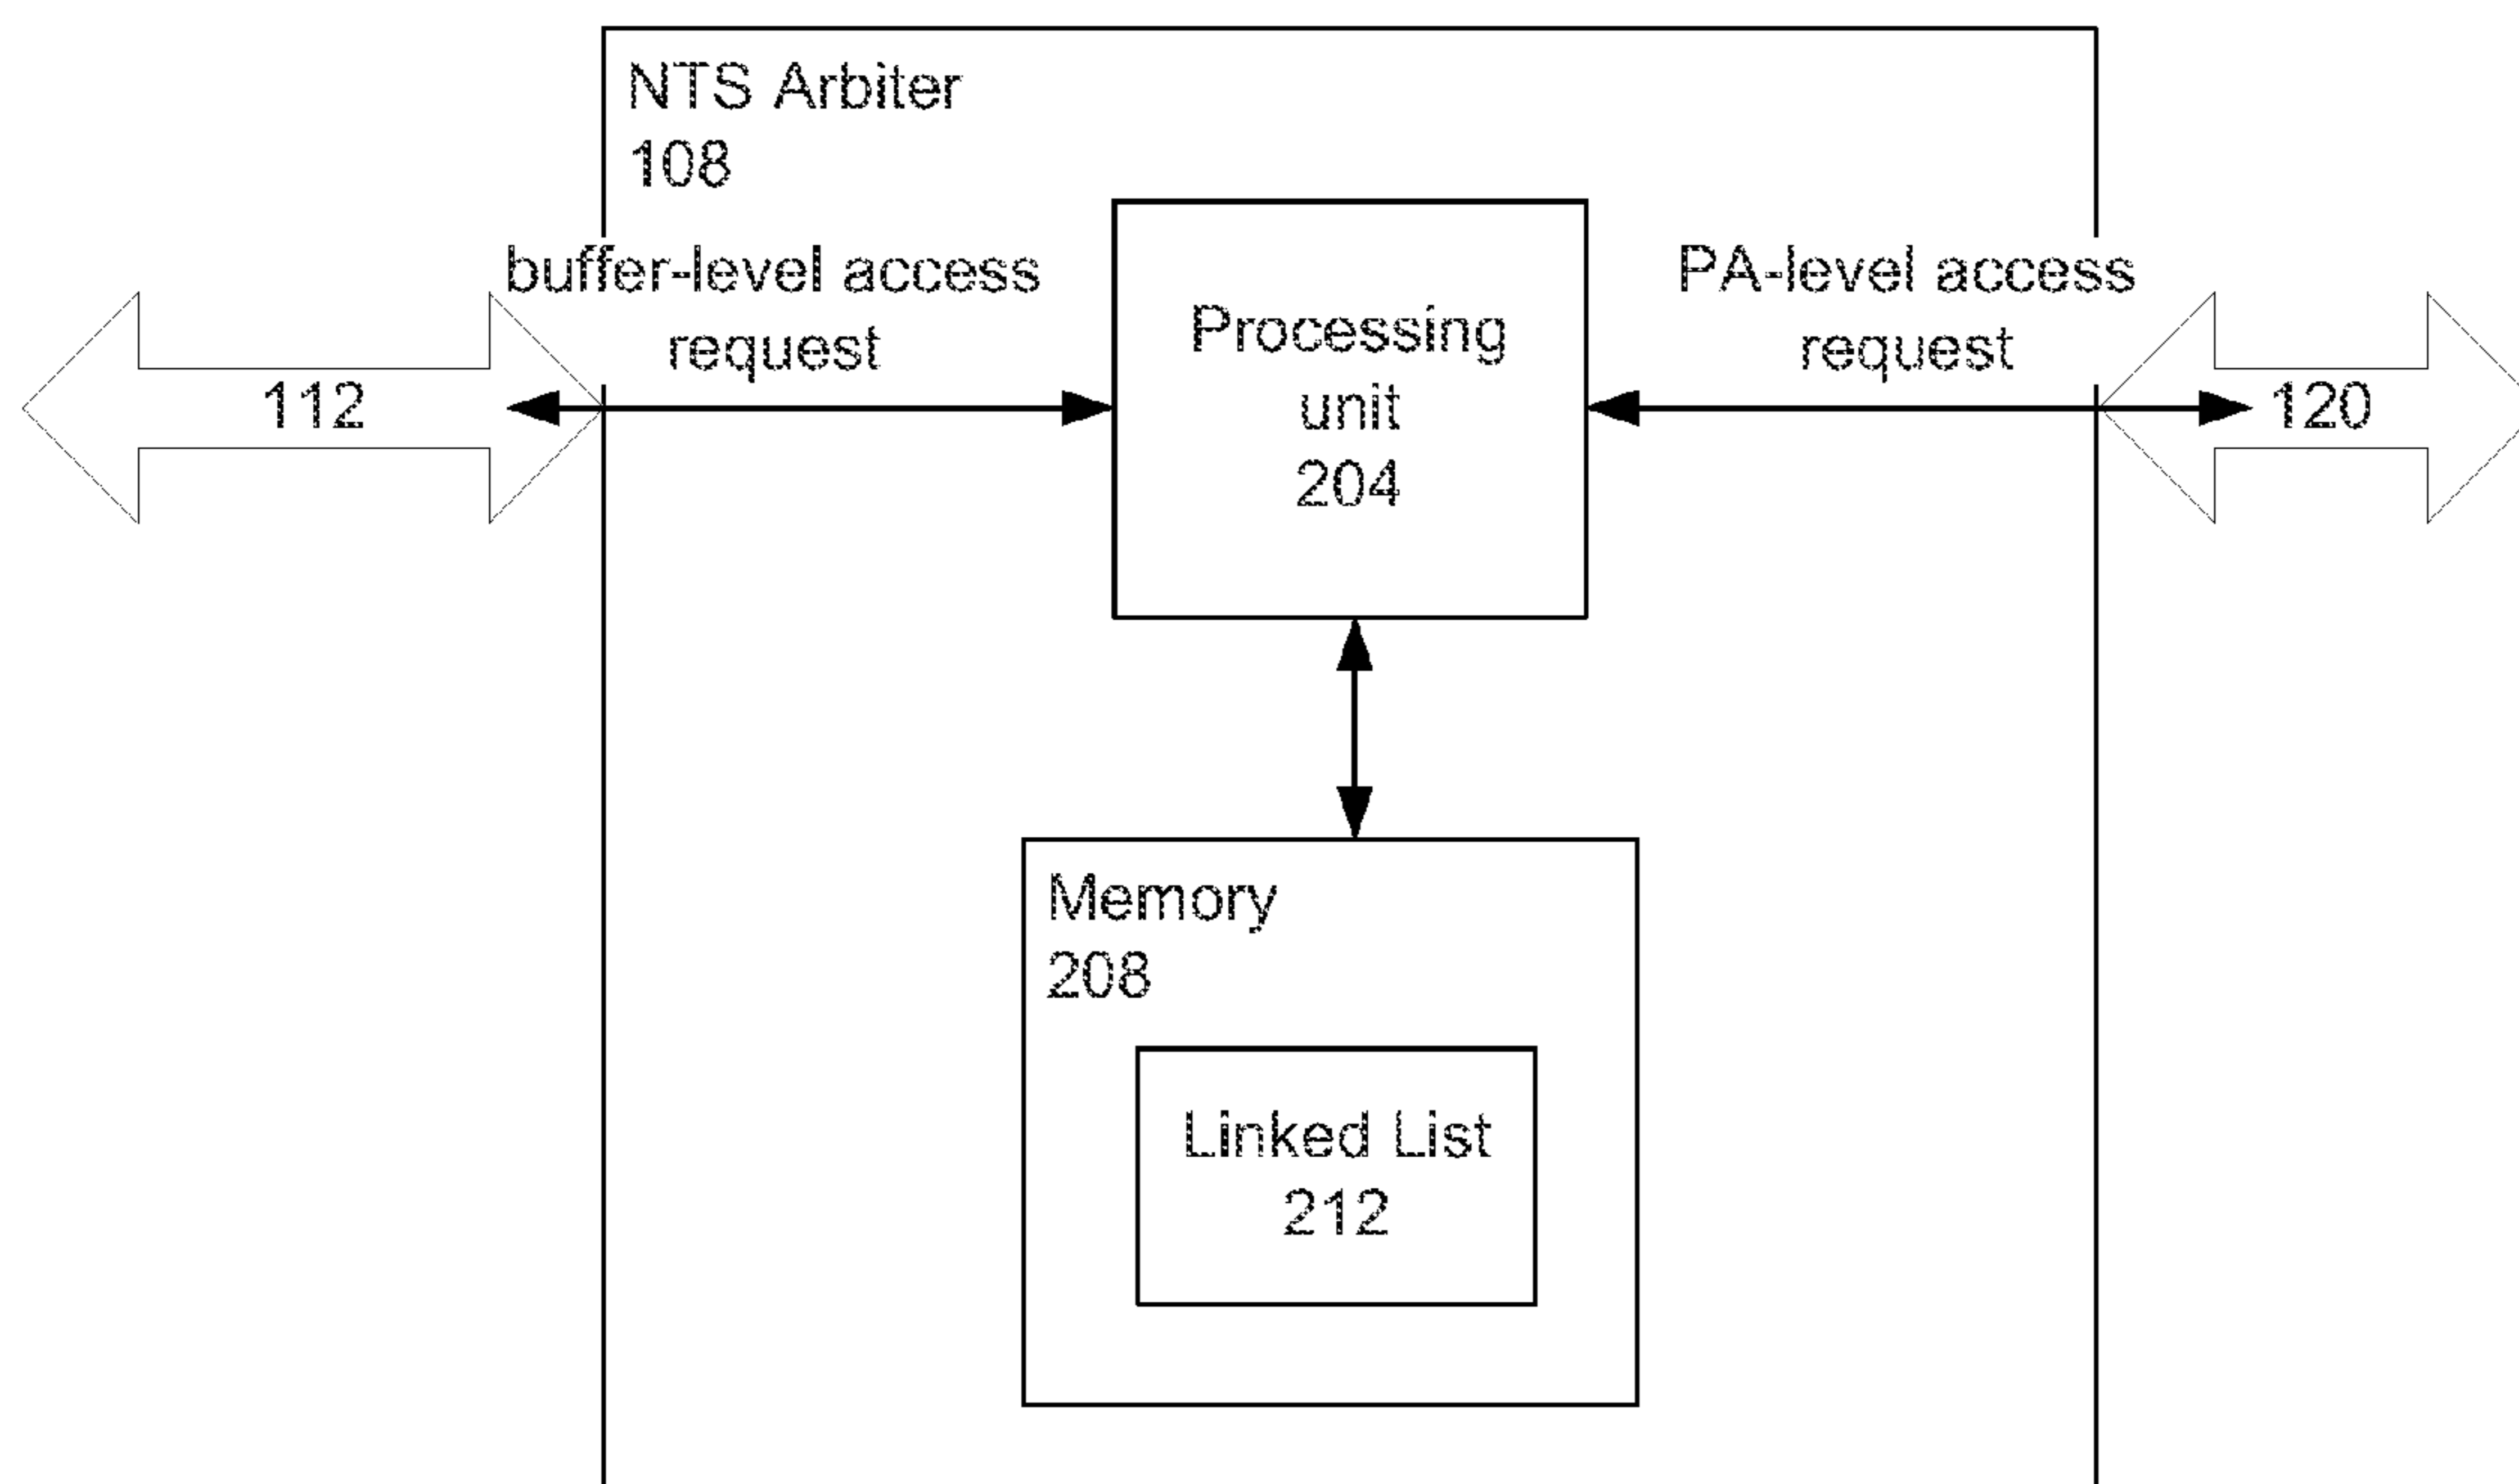 NTS Arbiter
108
buffer-level access
request
PA-level access
request
112
Processing
unit
204
120
Memory
208
Linked List
212